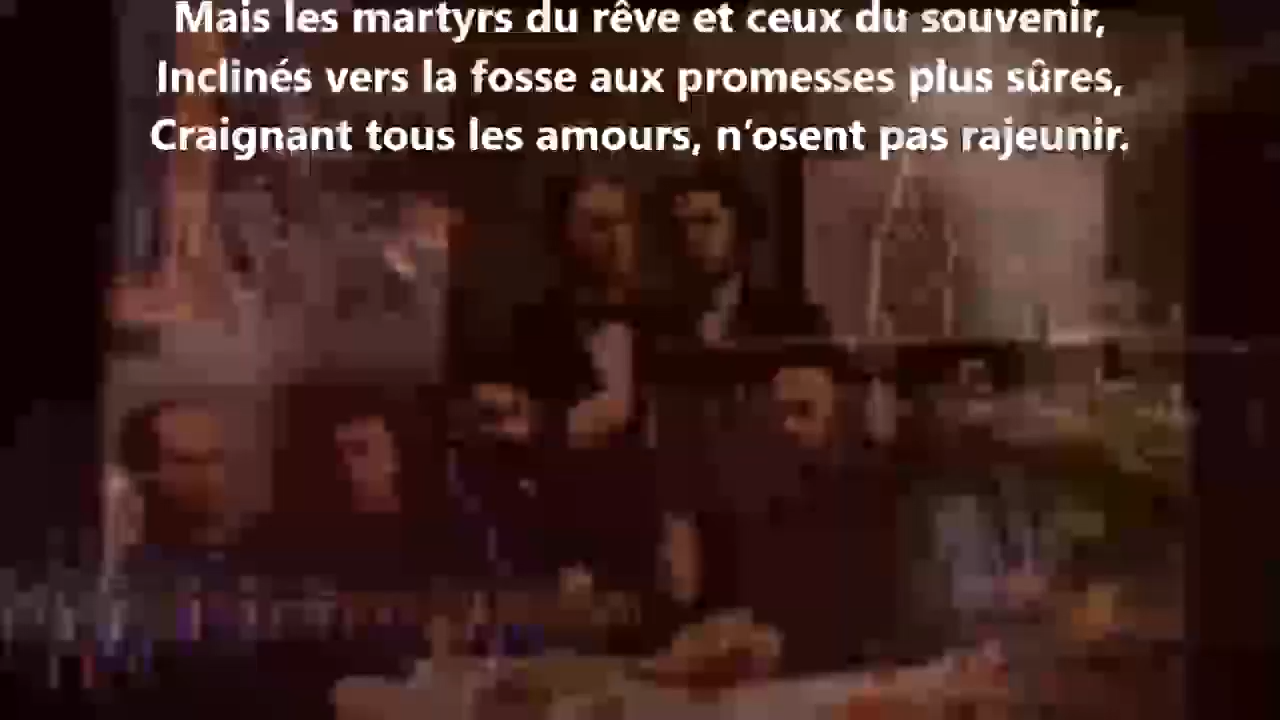 Mais les martyrs du rêve et ceux du souvenir,
Inclinés vers la fosse aux promesses plus sûres,
Craignant tous les amours, n’osent pas rajeunir.